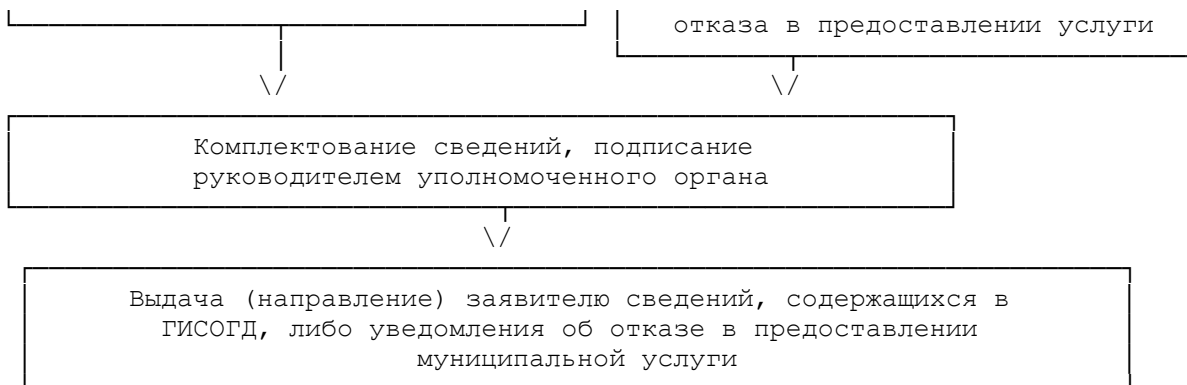 отказа в предоставлении услуги
\/ \/
Комплектование сведений, подписание
руководителем уполномоченного органа
\/
Выдача (направление) заявителю сведений, содержащихся в
ГИСОГД, либо уведомления об отказе в предоставлении
муниципальной услуги